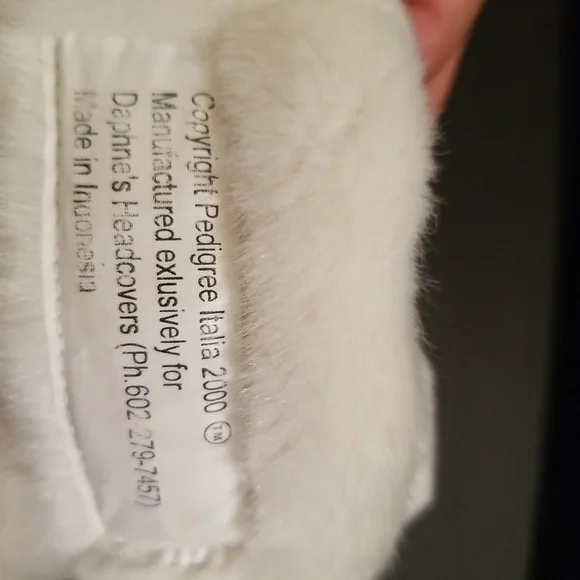 Copyright Pedigree Italia 2000 ™
Manufactured exlusively for
Daphne's Headcovers (Ph.602 279-7457)
Made in Indonesia